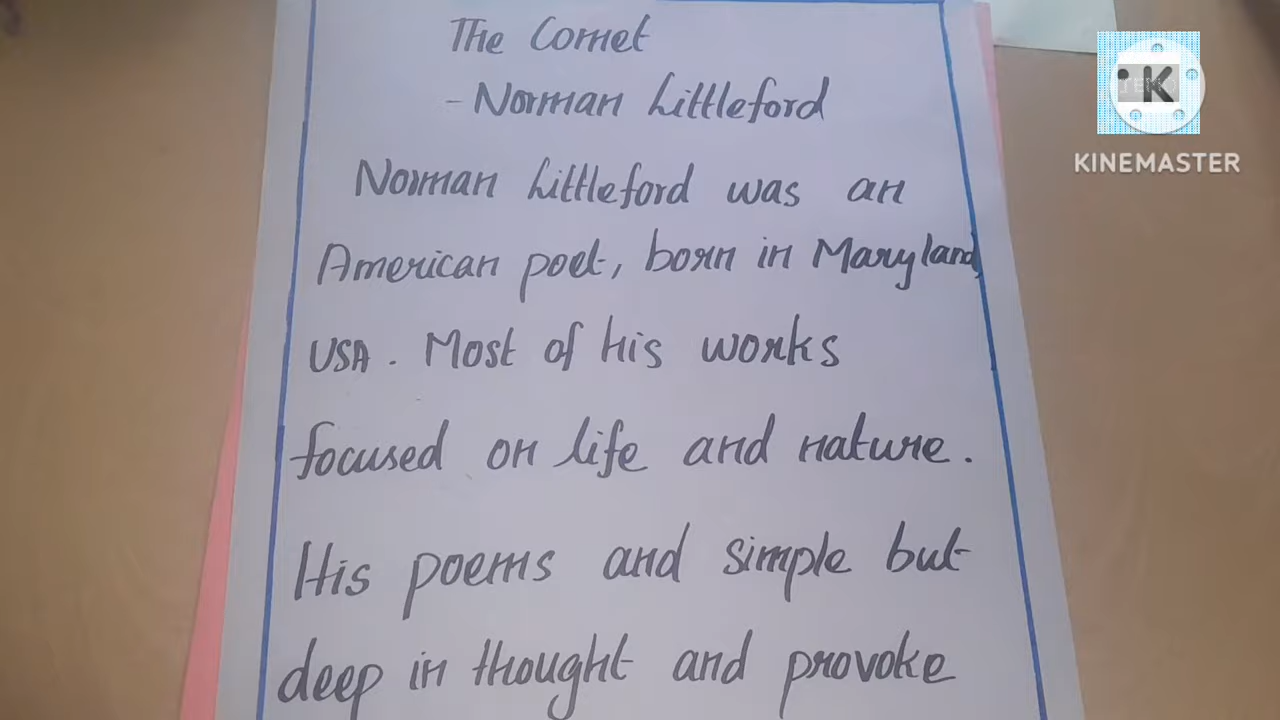 The Comet
- Norman Littleford
Norman Littleford was an
American poet, born in Maryland,
USA. Most of his works
focused on life and nature.
His poems and simple but
deep in thought and provoke
K
KINEMASTER